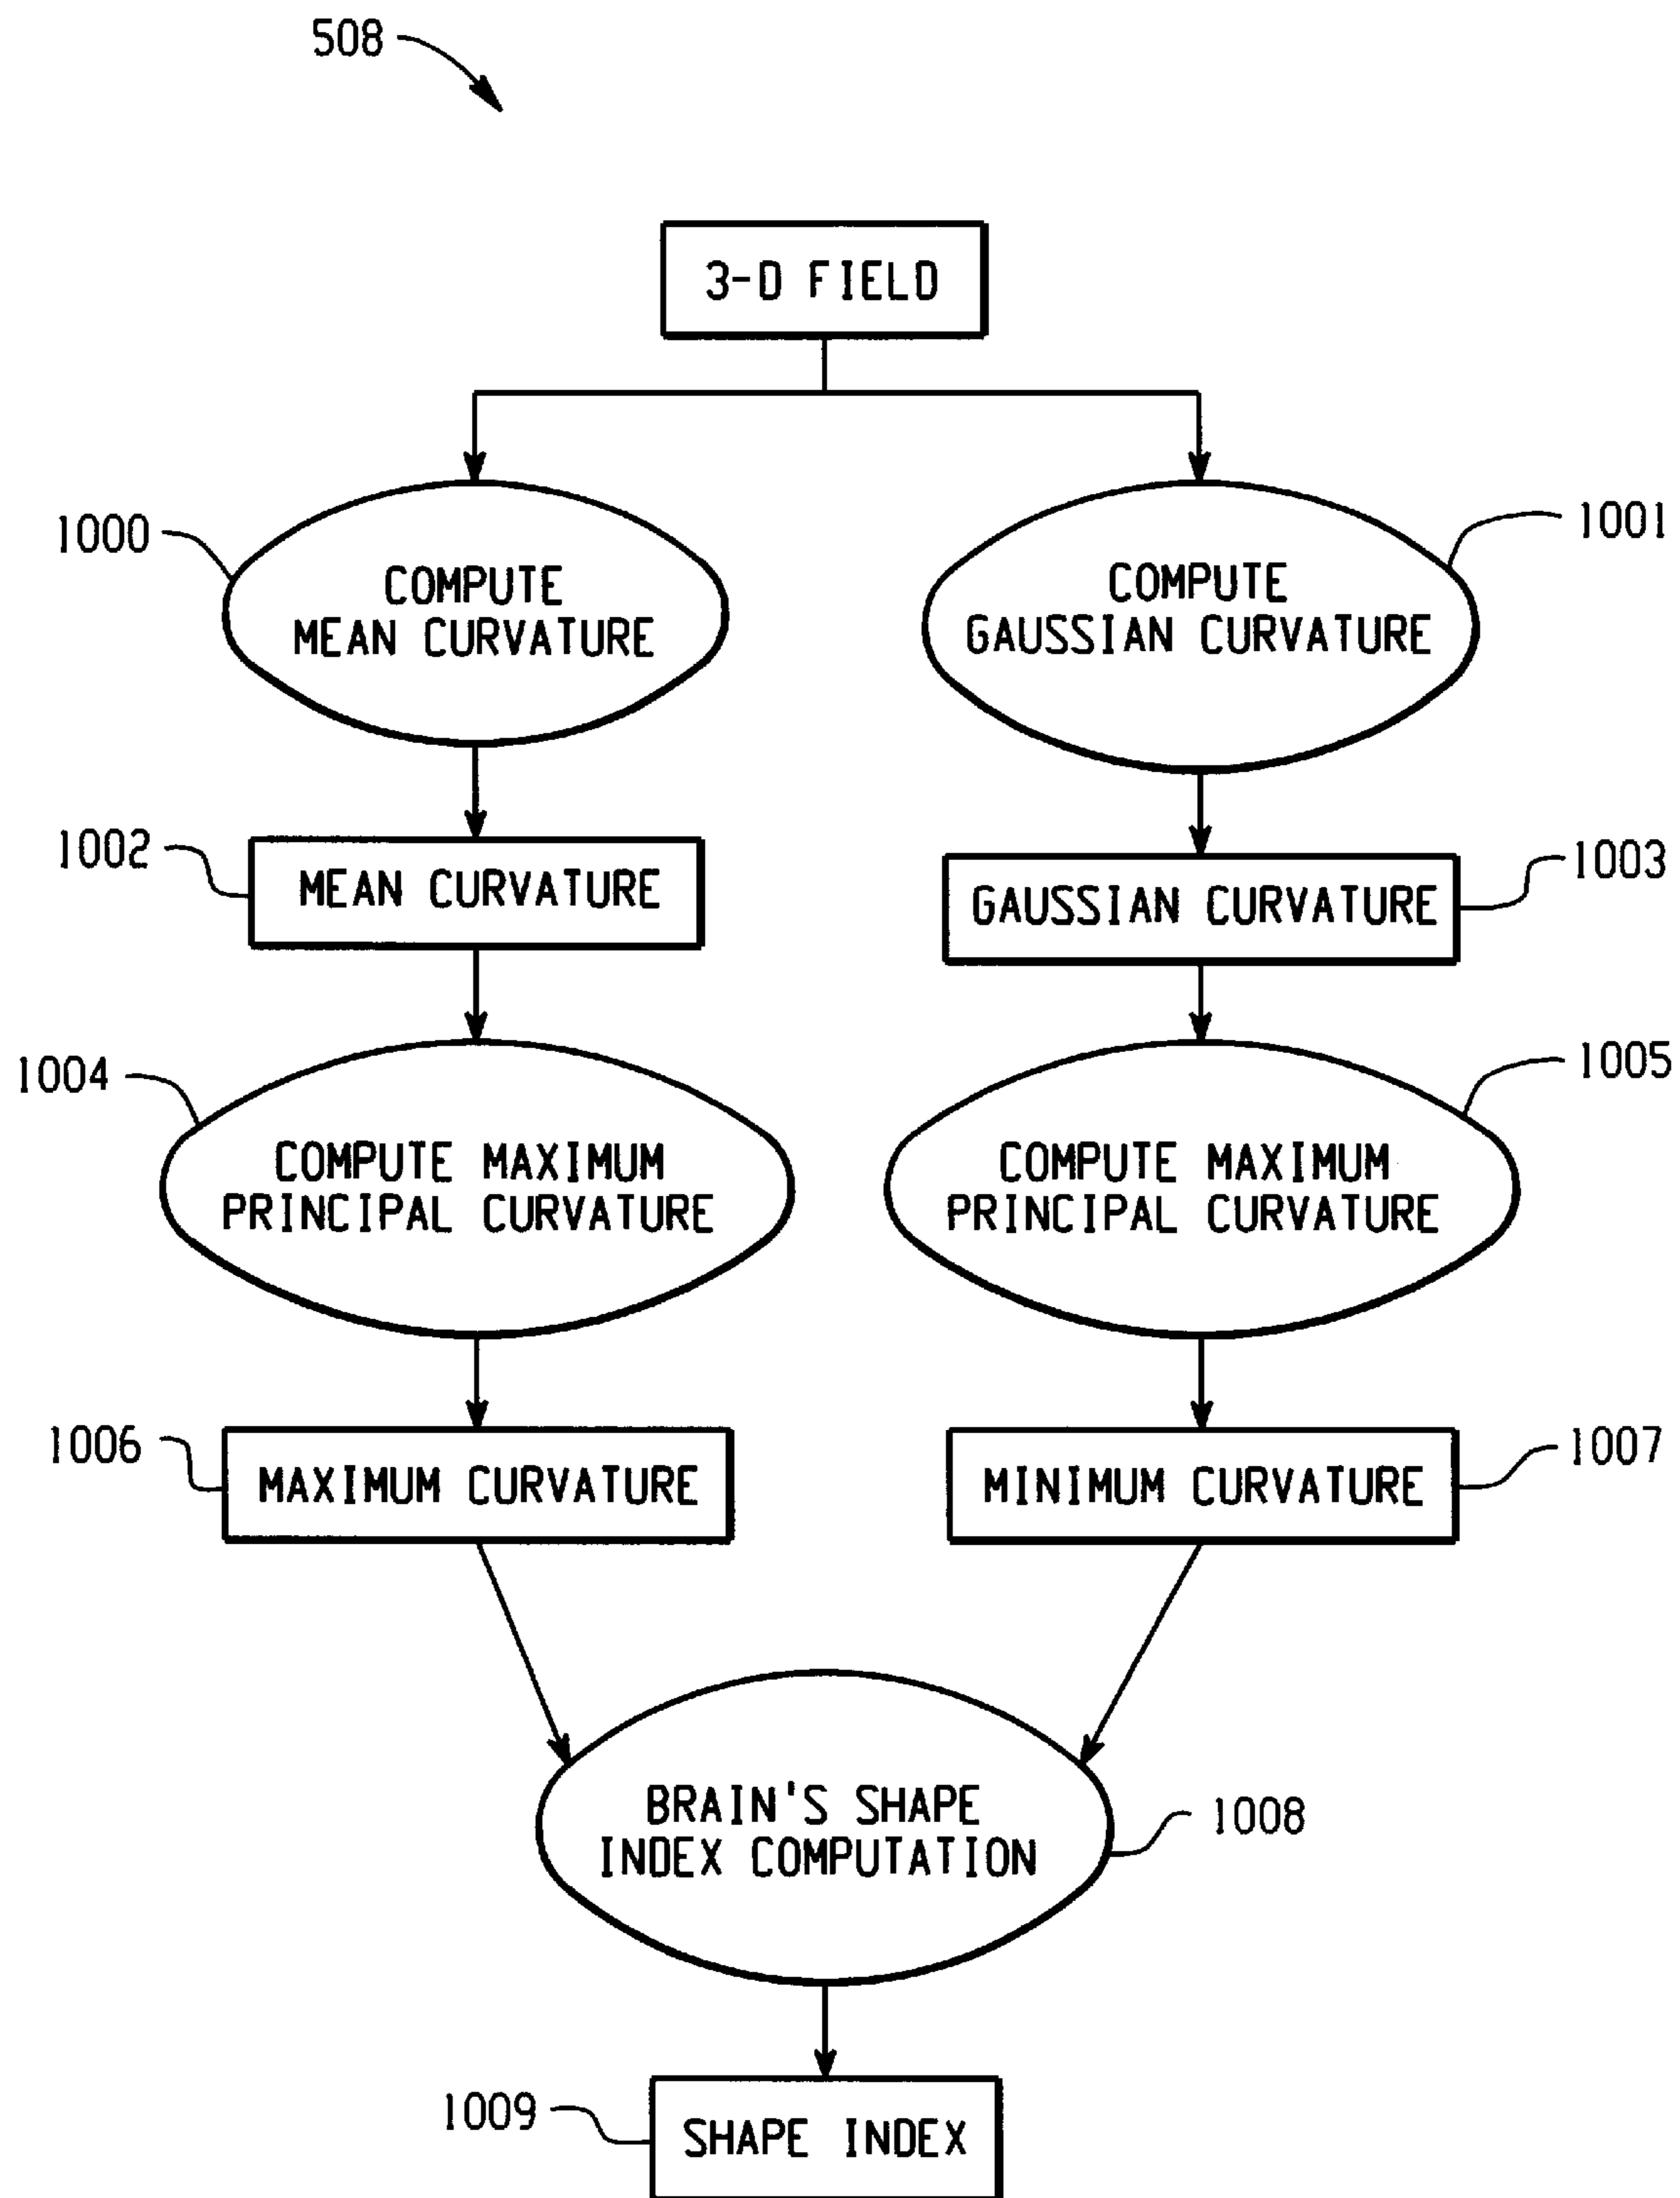 508
3-D FIELD
1000
1001
COMPUTE
MEAN CURVATURE
COMPUTE
GAUSSIAN CURVATURE
1002
MEAN CURVATURE
1003
GAUSSIAN CURVATURE
1004
COMPUTE MAXIMUM
PRINCIPAL CURVATURE
1005
COMPUTE MAXIMUM
PRINCIPAL CURVATURE
1006
MAXIMUM CURVATURE
1007
MINIMUM CURVATURE
BRAIN'S SHAPE
INDEX COMPUTATION
1008
1009
SHAPE INDEX